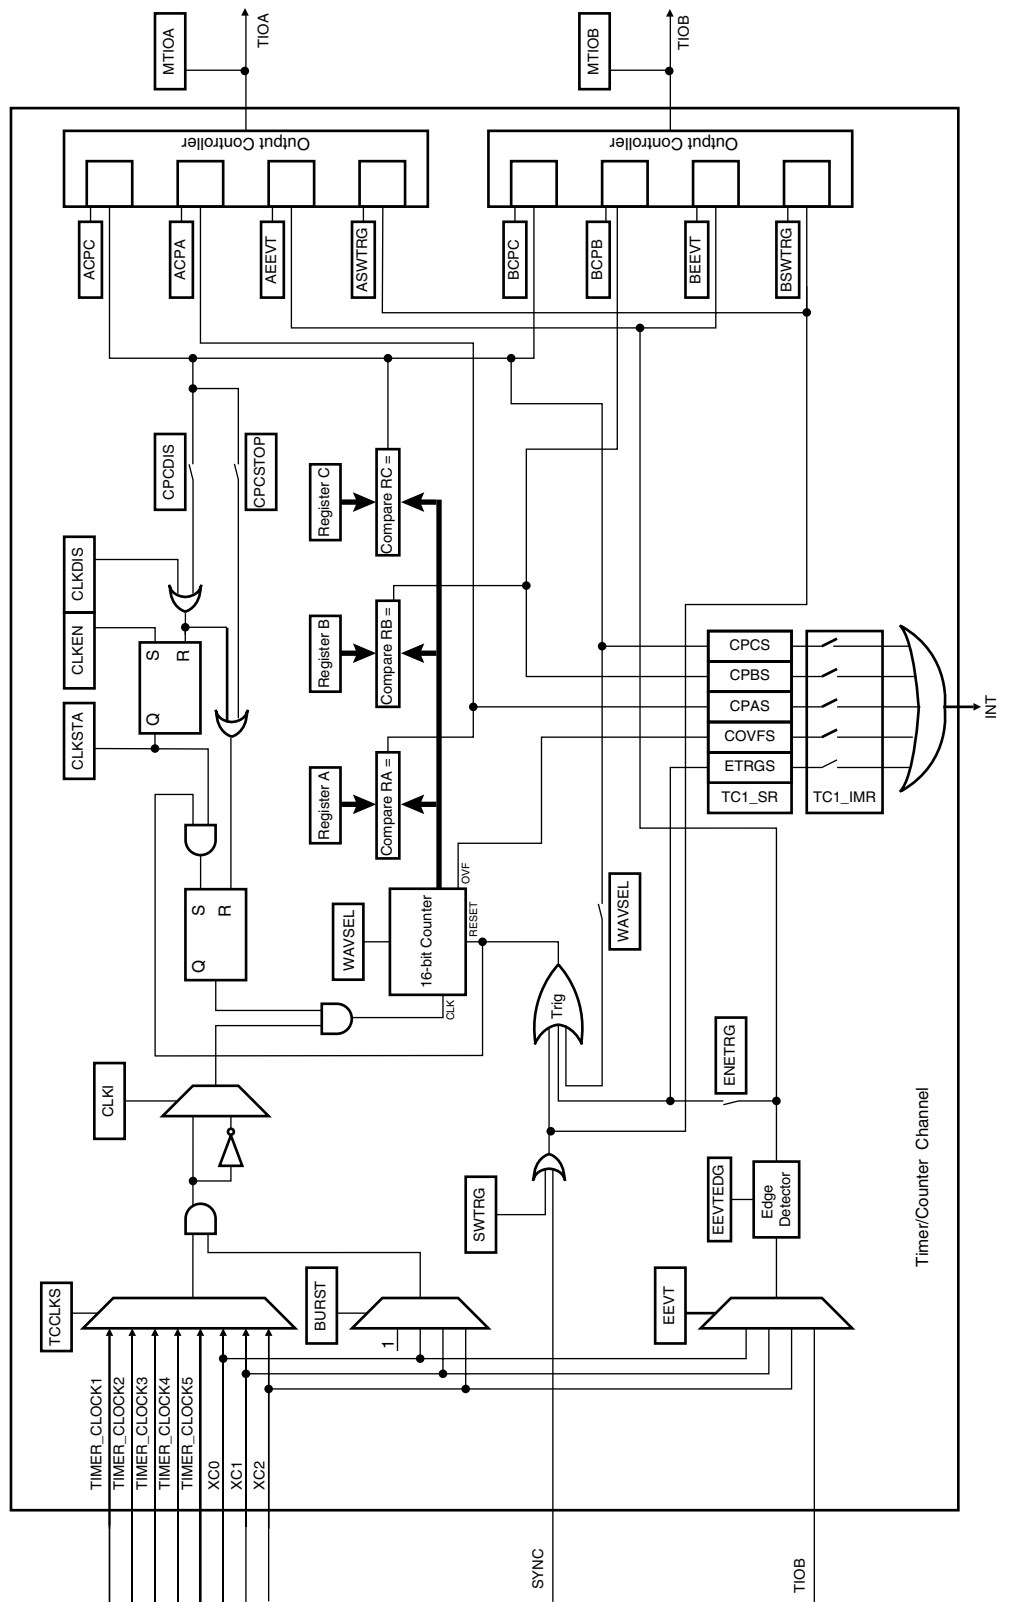 TCCLKS
TIMER_CLOCK1
TIMER_CLOCK2
TIMER_CLOCK3
TIMER_CLOCK4
TIMER_CLOCK5
XC0
XC1
XC2
CLKI
CLKSTA
CLKEN
CLKDIS
Q
S
R
Q
S
R
CPCDIS
CPCSTOP
BURST
1
WAVSEL
16-bit Counter
CLK
RESET
OVF
Register A
Register B
Register C
Compare RA =
Compare RB =
Compare RC =
SYNC
SWTRG
Trig
WAVSEL
TIOB
EEVT
EEVTEDG
Edge
Detector
ENETRG
ACPC
ACPA
AEEVT
ASWTRG
Output Controller
MTIOA
TIOA
BCPC
BCPB
BEEVT
BSWTRG
Output Controller
MTIOB
TIOB
CPCS
CPBS
CPAS
COVFS
ETRGS
TC1_SR
TC1_IMR
INT
Timer/Counter Channel